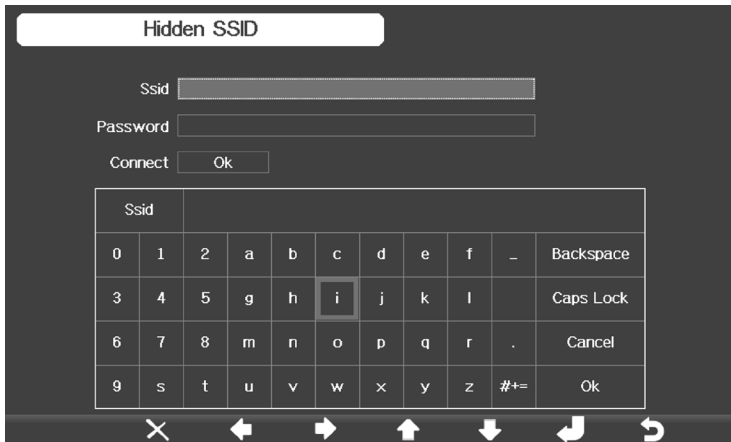 Hidden SSID
Ssid
Password
Connect Ok
Ssid
0 1 2 a b c d e f _ Backspace
3 4 5 g h i j k l Caps Lock
6 7 8 m n o p q r . Cancel
9 s t u v w x y z #+= Ok